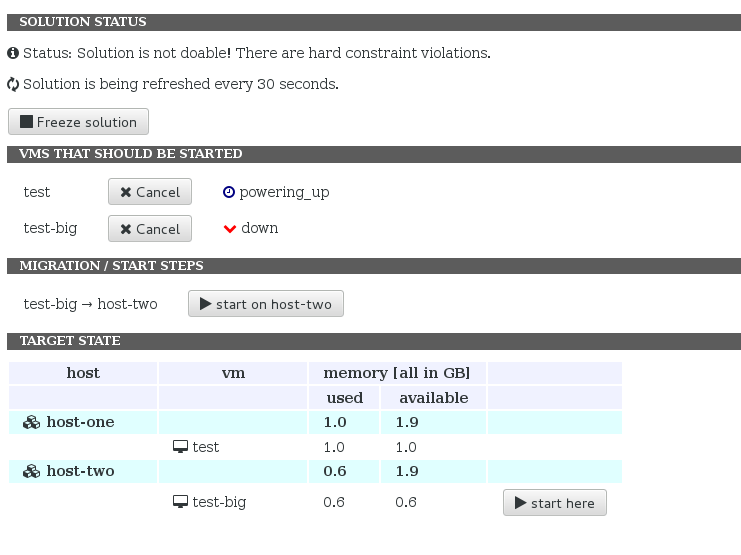 SOLUTION STATUS
Status: Solution is not doable! There are hard constraint violations.
Solution is being refreshed every 30 seconds.
Freeze solution
VMS THAT SHOULD BE STARTED
test Cancel powering_up
test-big Cancel down
MIGRATION / START STEPS
test-big → host-two start on host-two
TARGET STATE
host vm memory [all in GB]
used available
host-one 1.0 1.9
test 1.0 1.0
host-two 0.6 1.9
test-big 0.6 0.6 start here